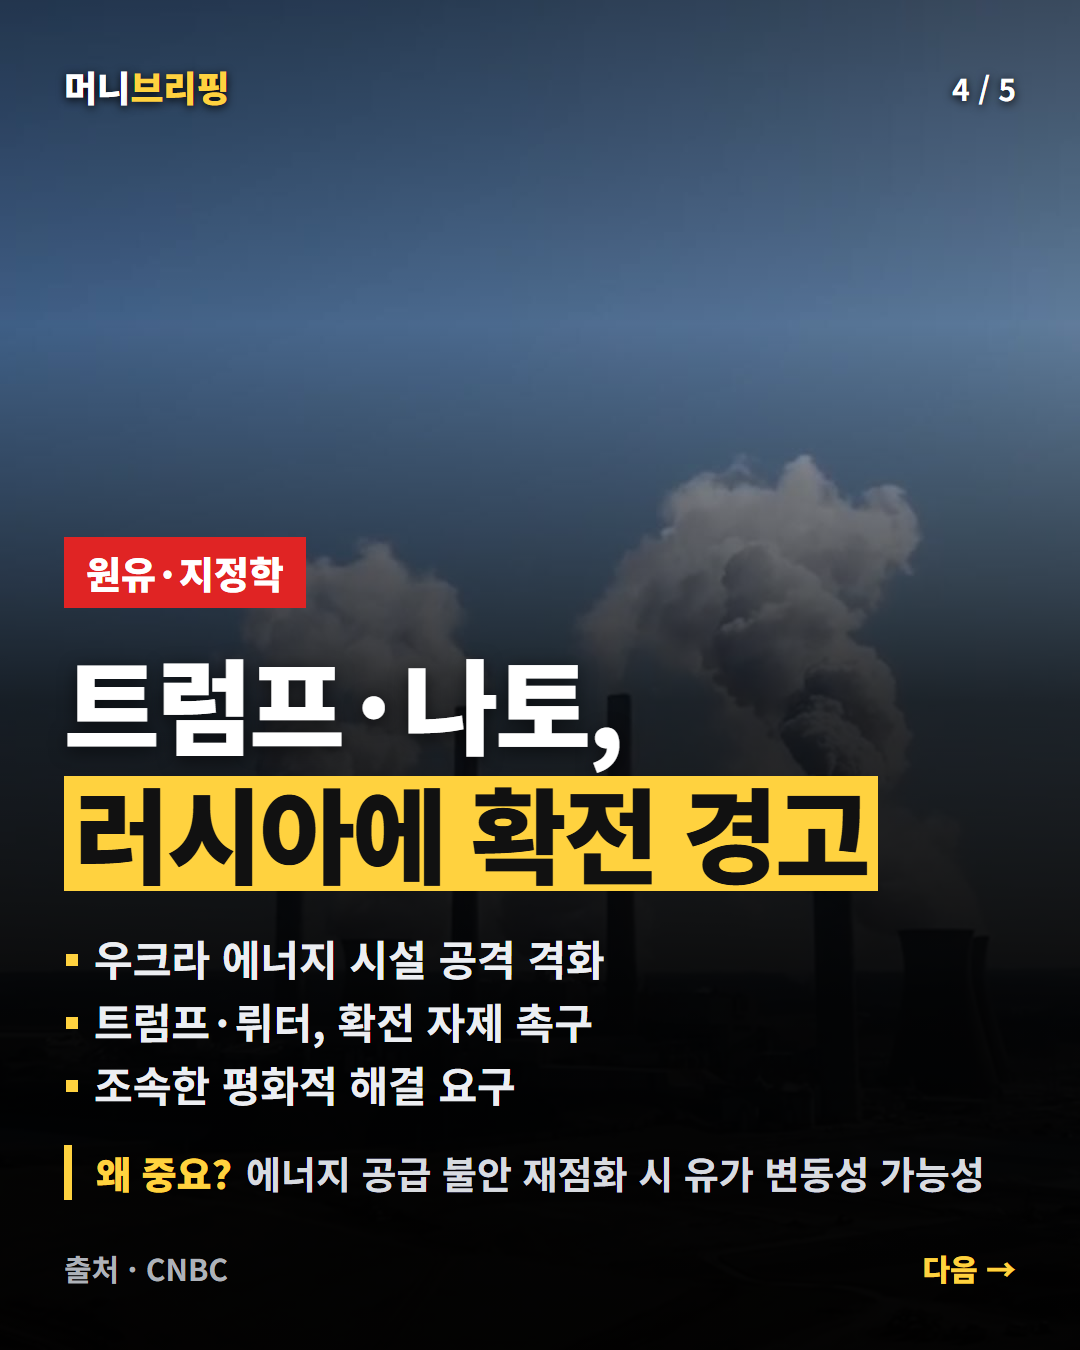 머니브리핑
4 / 5
원유·지정학
트럼프·나토,
러시아에 확전 경고
우크라 에너지 시설 공격 격화
트럼프·뤼터, 확전 자제 촉구
조속한 평화적 해결 요구
왜 중요? 에너지 공급 불안 재점화 시 유가 변동성 가능성
출처 · CNBC
다음 →